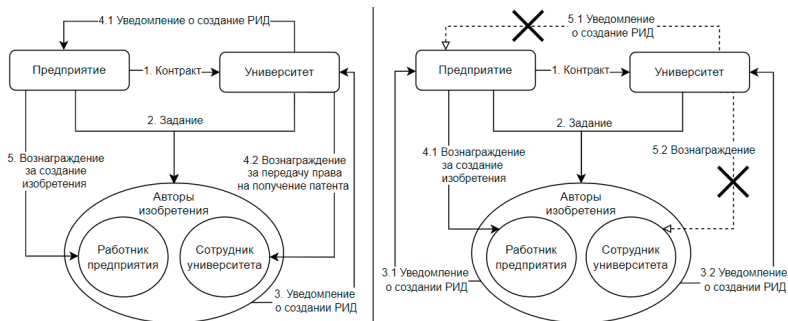 4.1 Уведомление о создание РИД
Предприятие
1. Контракт
Университет
2. Задание
5. Вознаграждение
за создание
изобретения
4.2 Вознаграждение
за передачу права
на получение патента
Авторы
изобретения
Работник
предприятия
Сотрудник
университета
3. Уведомление
о создании РИД
5.1 Уведомление
о создание РИД
Предприятие
1. Контракт
Университет
2. Задание
4.1 Вознаграждение
за создание
изобретения
5.2 Вознаграждение
Авторы
изобретения
Работник
предприятия
Сотрудник
университета
3.1 Уведомление
о создании РИД
3.2 Уведомление
о создании РИД